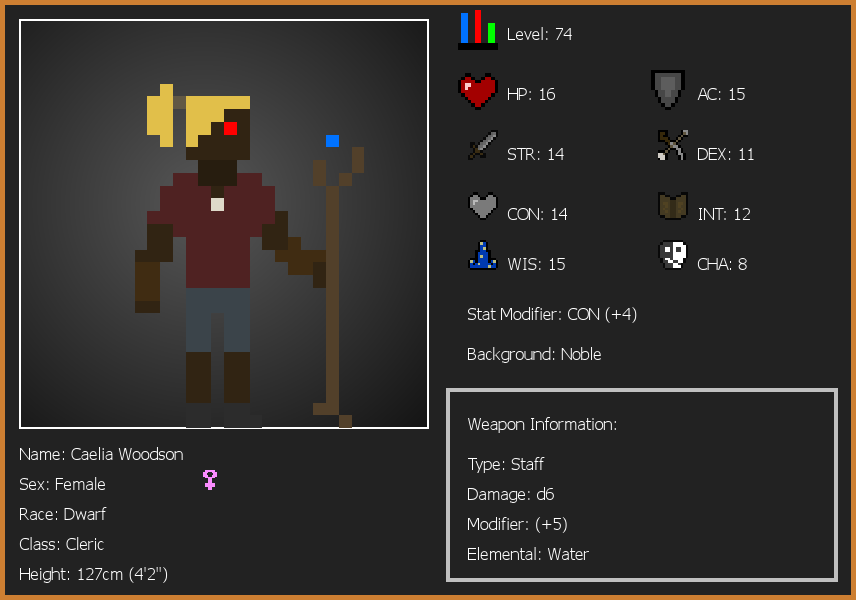 Level: 74
HP: 16
AC: 15
STR: 14
DEX: 11
CON: 14
INT: 12
WIS: 15
CHA: 8
Stat Modifier: CON (+4)
Background: Noble
Weapon Information:
Type: Staff
Damage: d6
Modifier: (+5)
Elemental: Water
Name: Caelia Woodson
Sex: Female
Race: Dwarf
Class: Cleric
Height: 127cm (4'2")